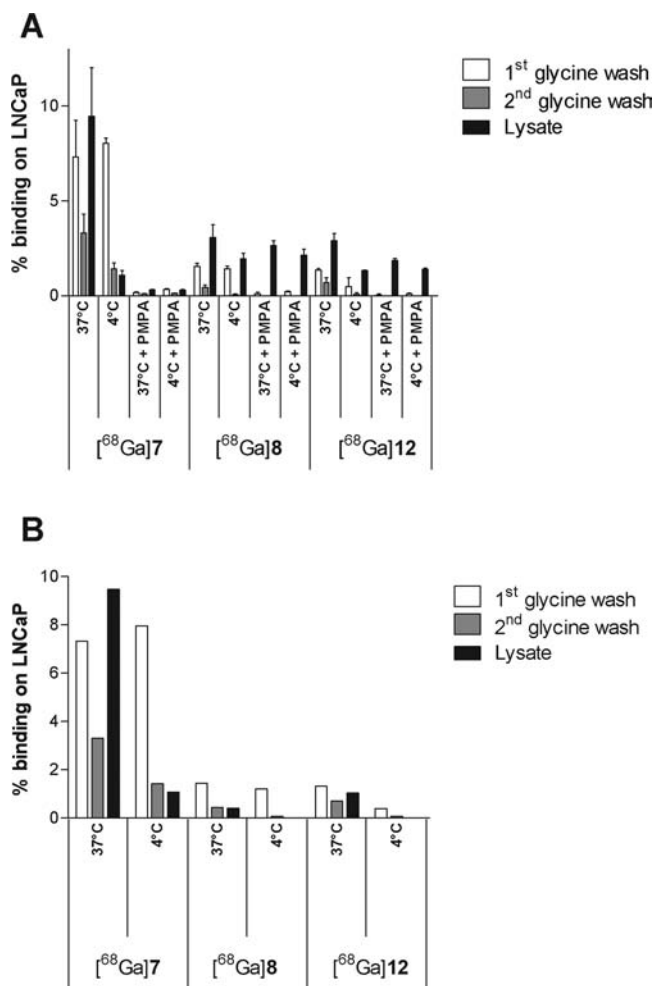 A
1st glycine wash
2nd glycine wash
Lysate
% binding on LNCaP
10
5
0
37°C
4°C
37°C + PMPA
4°C + PMPA
37°C
4°C
37°C + PMPA
4°C + PMPA
37°C
4°C
37°C + PMPA
4°C + PMPA
[68Ga]7
[68Ga]8
[68Ga]12
B
1st glycine wash
2nd glycine wash
Lysate
% binding on LNCaP
10
8
6
4
2
0
37°C
4°C
37°C
4°C
37°C
4°C
[68Ga]7
[68Ga]8
[68Ga]12